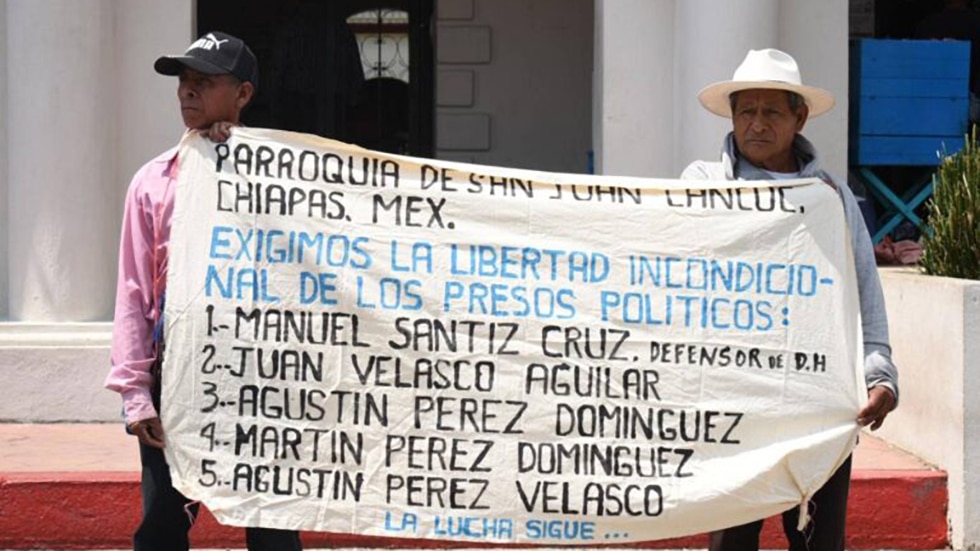 PUMA
PARROQUIA DE SAN JUAN CANCUC,
CHIAPAS. MEX.
EXIGIMOS LA LIBERTAD INCONDICIO-
NAL DE LOS PRESOS POLITICOS:
1.-MANUEL SANTIZ CRUZ. DEFENSOR DE D.H
2.-JUAN VELASCO AGUILAR
3.-AGUSTIN PEREZ DOMINGUEZ
4.-MARTIN PEREZ DOMINGUEZ
5.-AGUSTIN PEREZ VELASCO
LA LUCHA SIGUE...